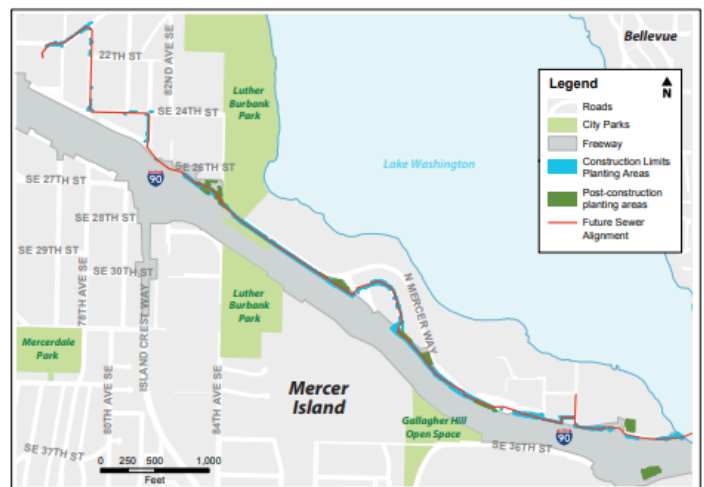 Bellevue
22TH ST
82ND AVE SE
Luther
Burbank
Park
SE 24TH ST
Lake Washington
Legend
N
Roads
City Parks
Freeway
Construction Limits
Planting Areas
Post-construction
planting areas
Future Sewer
Alignment
SE 26TH ST
90
SE 27TH ST
SE 28TH ST
SE 29TH ST
SE 30TH ST
78TH AVE SE
ISLAND CREST WAY
N MERCER WAY
Luther
Burbank
Park
Mercerdale
Park
80TH AVE SE
84TH AVE SE
Mercer
Island
Gallagher Hill
Open Space
90
SE 36TH ST
SE 37TH ST
0 250 500 1,000
Feet